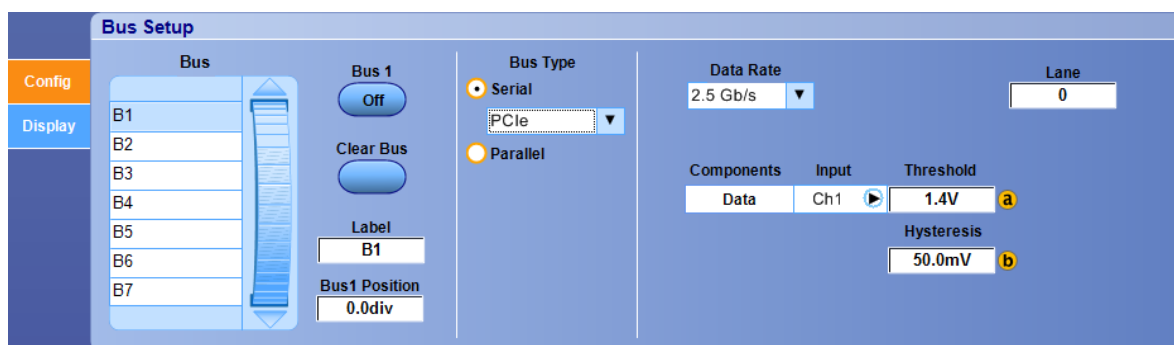 Bus Setup
Config
Display
Bus
B1
B2
B3
B4
B5
B6
B7
Bus 1
Off
Clear Bus
Label
B1
Bus1 Position
0.0div
Bus Type
Serial
PCIe
Parallel
Data Rate
2.5 Gb/s
Lane
0
Components Input Threshold
Data Ch1 1.4V a
Hysteresis
50.0mV b